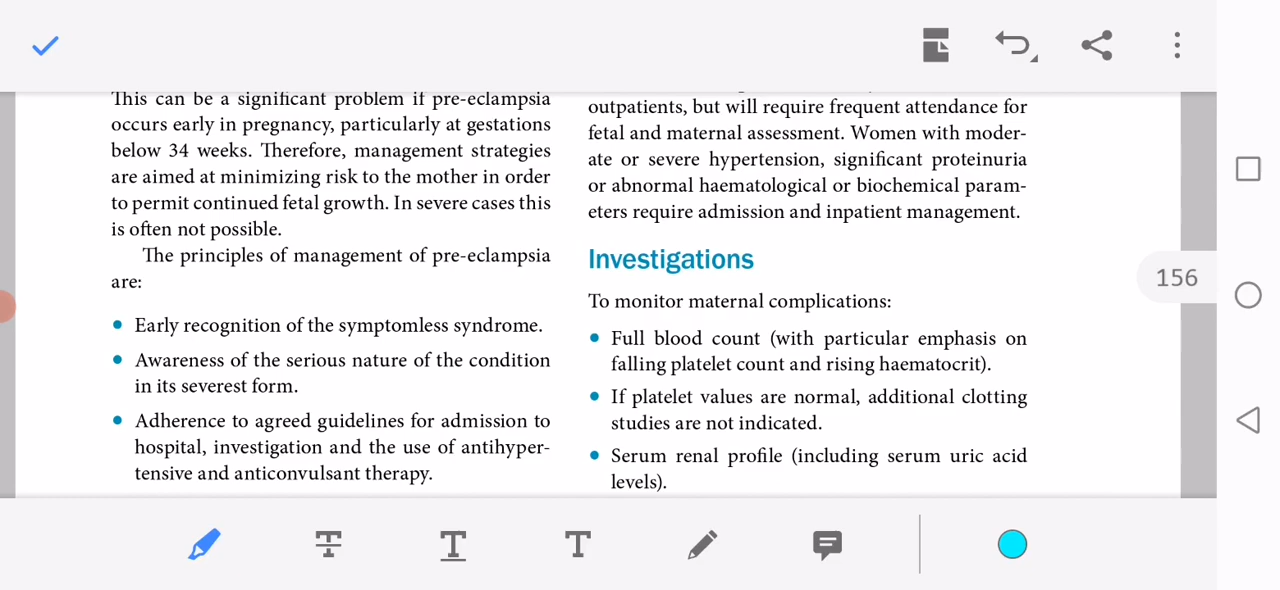 This can be a significant problem if pre-eclampsia
occurs early in pregnancy, particularly at gestations
below 34 weeks. Therefore, management strategies
are aimed at minimizing risk to the mother in order
to permit continued fetal growth. In severe cases this
is often not possible.
The principles of management of pre-eclampsia
are:
Early recognition of the symptomless syndrome.
Awareness of the serious nature of the condition
in its severest form.
Adherence to agreed guidelines for admission to
hospital, investigation and the use of antihyper-
tensive and anticonvulsant therapy.
outpatients, but will require frequent attendance for
fetal and maternal assessment. Women with moder-
ate or severe hypertension, significant proteinuria
or abnormal haematological or biochemical param-
eters require admission and inpatient management.
Investigations
To monitor maternal complications:
Full blood count (with particular emphasis on
falling platelet count and rising haematocrit).
If platelet values are normal, additional clotting
studies are not indicated.
Serum renal profile (including serum uric acid
levels).
156